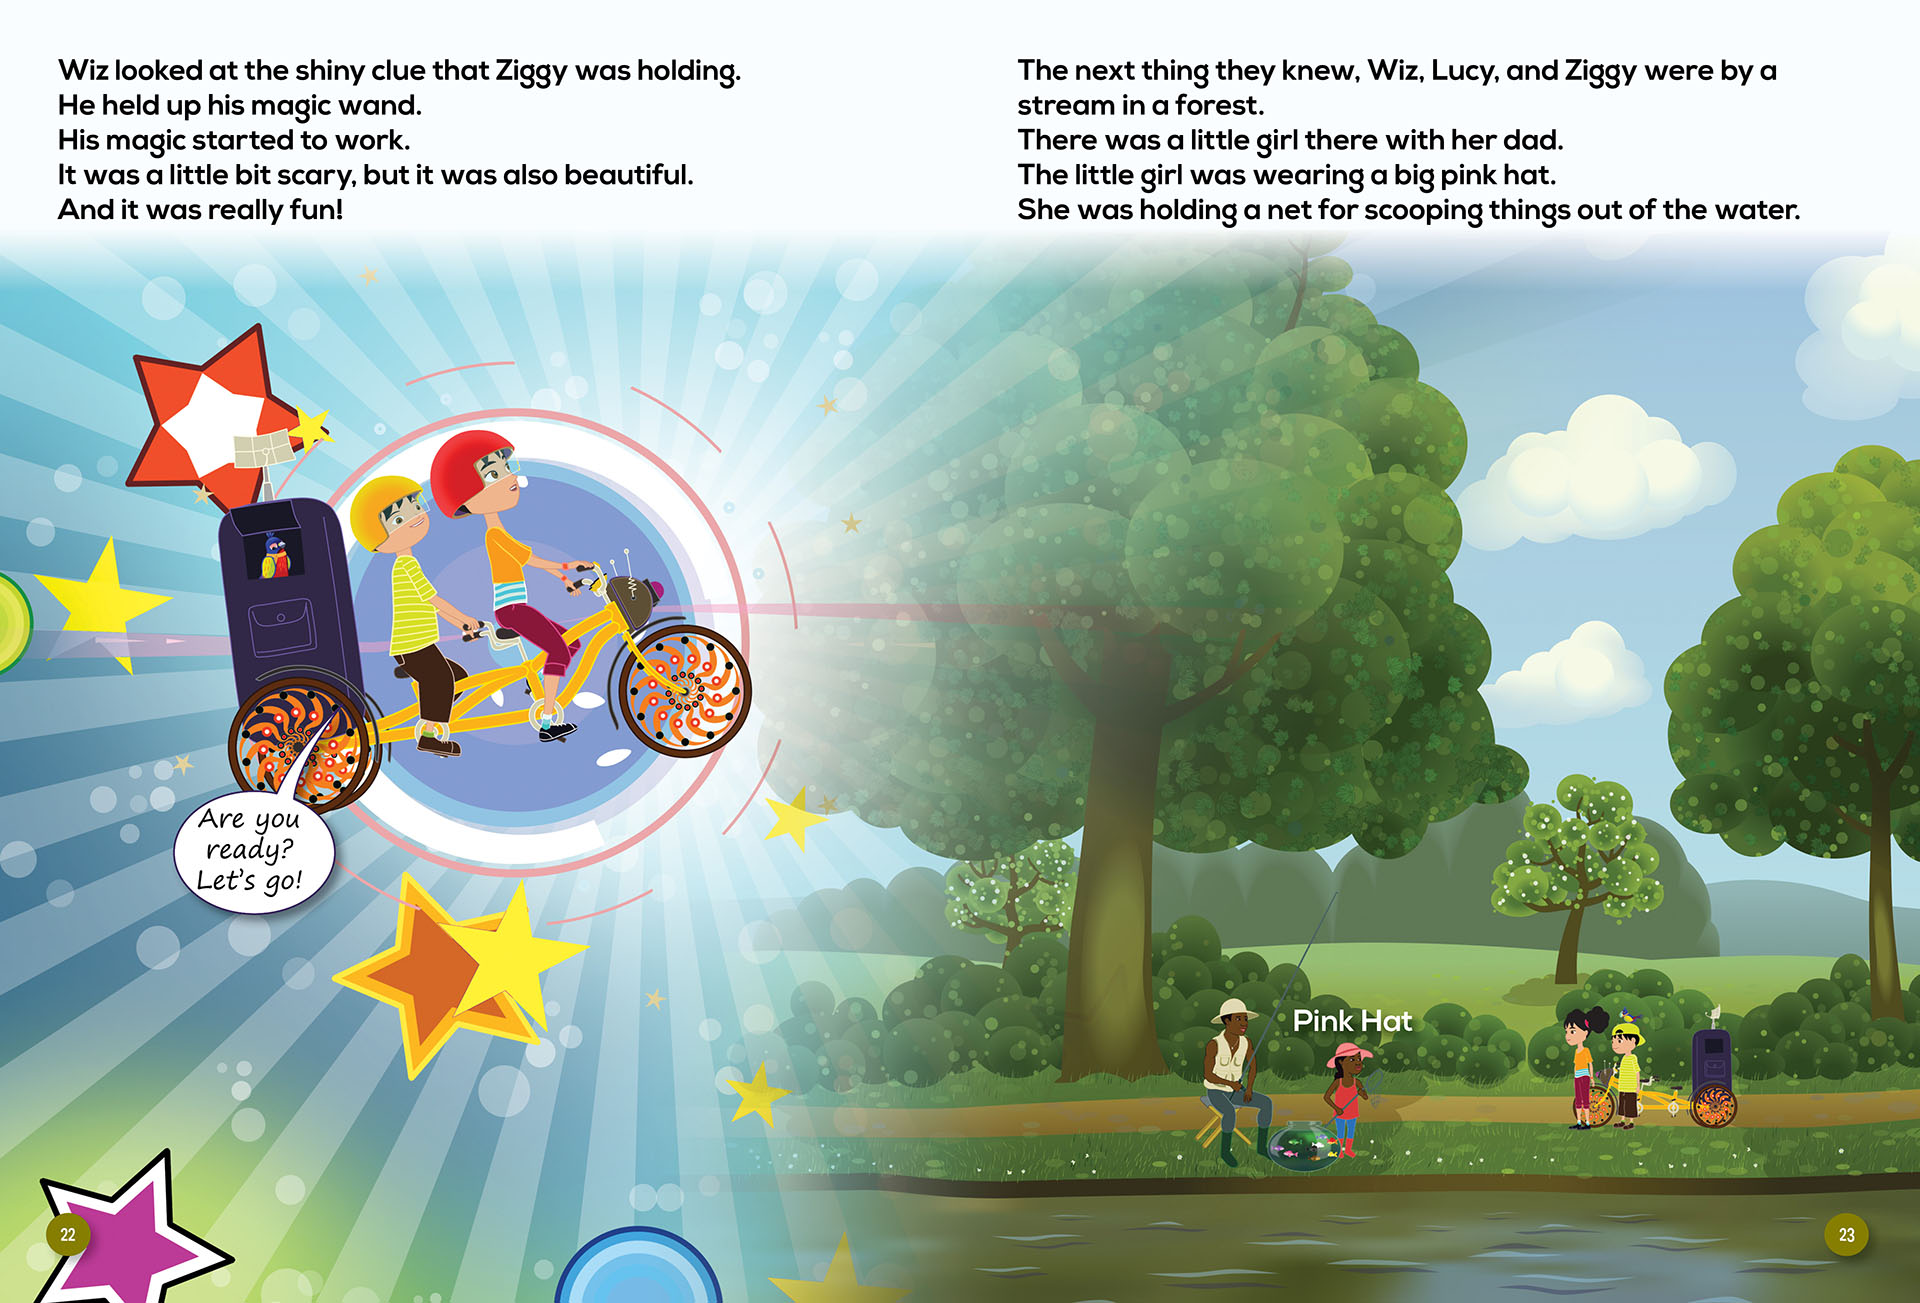 Wiz looked at the shiny clue that Ziggy was holding.
He held up his magic wand.
His magic started to work.
It was a little bit scary, but it was also beautiful.
And it was really fun!
Are you
ready?
Let's go!
22
The next thing they knew, Wiz, Lucy, and Ziggy were by a
stream in a forest.
There was a little girl there with her dad.
The little girl was wearing a big pink hat.
She was holding a net for scooping things out of the water.
Pink Hat
23